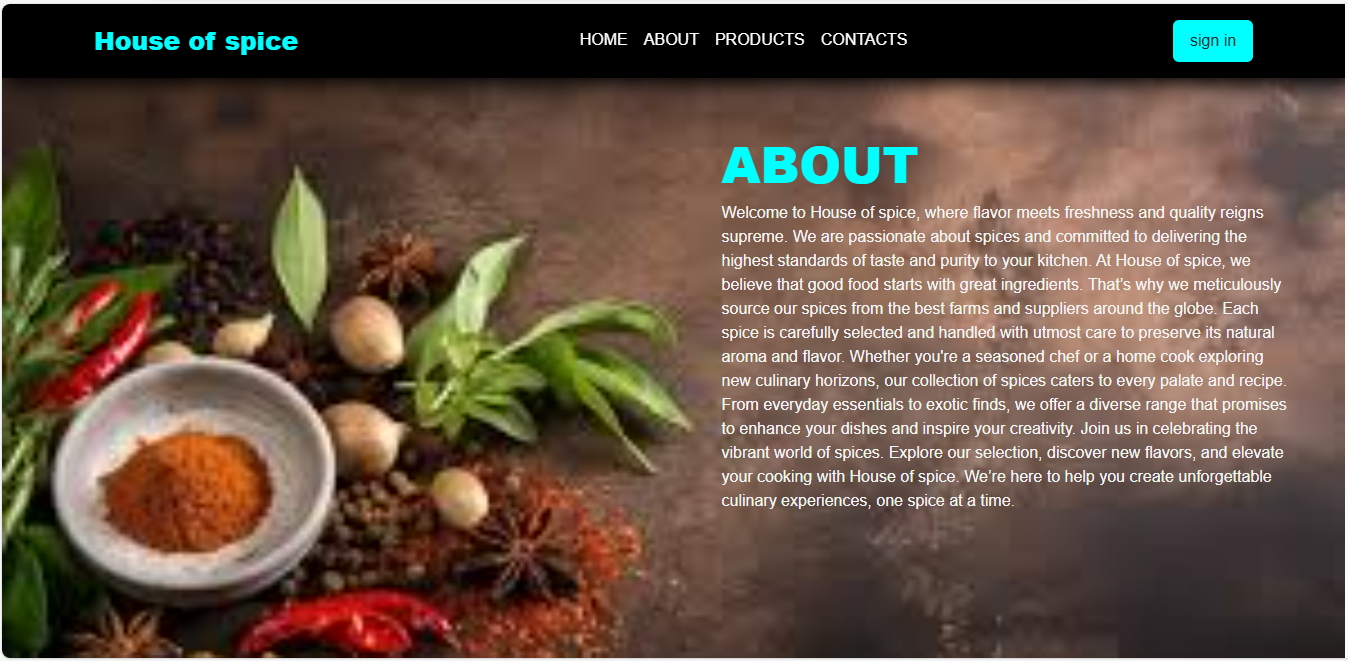 House of spice
HOME ABOUT PRODUCTS CONTACTS
sign in
ABOUT
Welcome to House of spice, where flavor meets freshness and quality reigns
supreme. We are passionate about spices and committed to delivering the
highest standards of taste and purity to your kitchen. At House of spice, we
believe that good food starts with great ingredients. That’s why we meticulously
source our spices from the best farms and suppliers around the globe. Each
spice is carefully selected and handled with utmost care to preserve its natural
aroma and flavor. Whether you're a seasoned chef or a home cook exploring
new culinary horizons, our collection of spices caters to every palate and recipe.
From everyday essentials to exotic finds, we offer a diverse range that promises
to enhance your dishes and inspire your creativity. Join us in celebrating the
vibrant world of spices. Explore our selection, discover new flavors, and elevate
your cooking with House of spice. We’re here to help you create unforgettable
culinary experiences, one spice at a time.